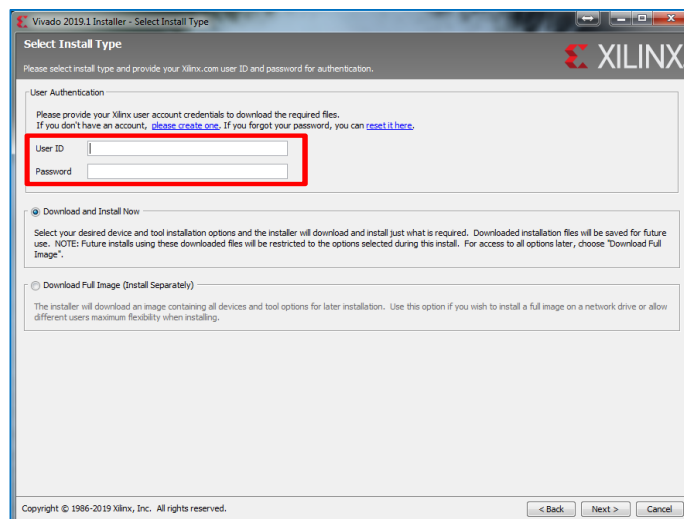 Vivado 2019.1 Installer - Select Install Type
Select Install Type
XILINX
Please select install type and provide your Xilinx.com user ID and password for authentication.
User Authentication
Please provide your Xilinx user account credentials to download the required files.
If you don't have an account, please create one. If you forgot your password, you can reset it here.
User ID
Password
Download and Install Now
Select your desired device and tool installation options and the installer will download and install just what is required. Downloaded installation files will be saved for future
use. NOTE: Future installs using these downloaded files will be restricted to the options selected during this install. For access to all options later, choose "Download Full
Image".
Download Full Image (Install Separately)
The installer will download an image containing all devices and tool options for later installation. Use this option if you wish to install a full image on a network drive or allow
different users maximum flexibility when installing.
Copyright © 1986-2019 Xilinx, Inc. All rights reserved.
< Back
Next >
Cancel